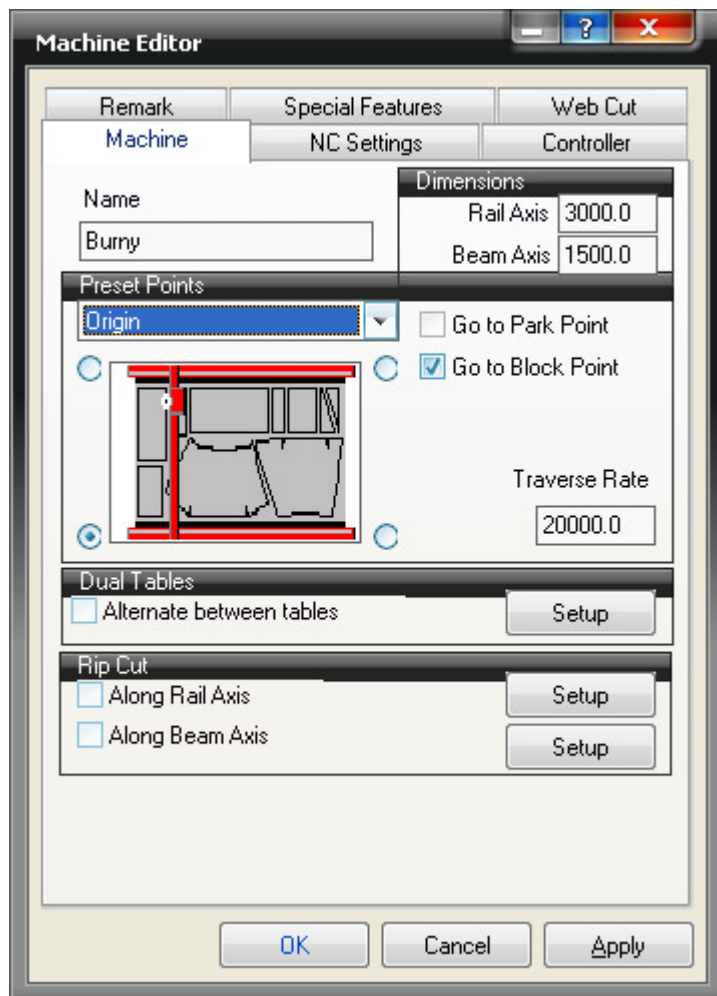 Machine Editor
?
X
Remark
Special Features
Web Cut
Machine
NC Settings
Controller
Name
Burny
Dimensions
Rail Axis 3000.0
Beam Axis 1500.0
Preset Points
Origin
Go to Park Point
Go to Block Point
Traverse Rate
20000.0
Dual Tables
Alternate between tables
Setup
Rip Cut
Along Rail Axis
Setup
Along Beam Axis
Setup
OK
Cancel
Apply